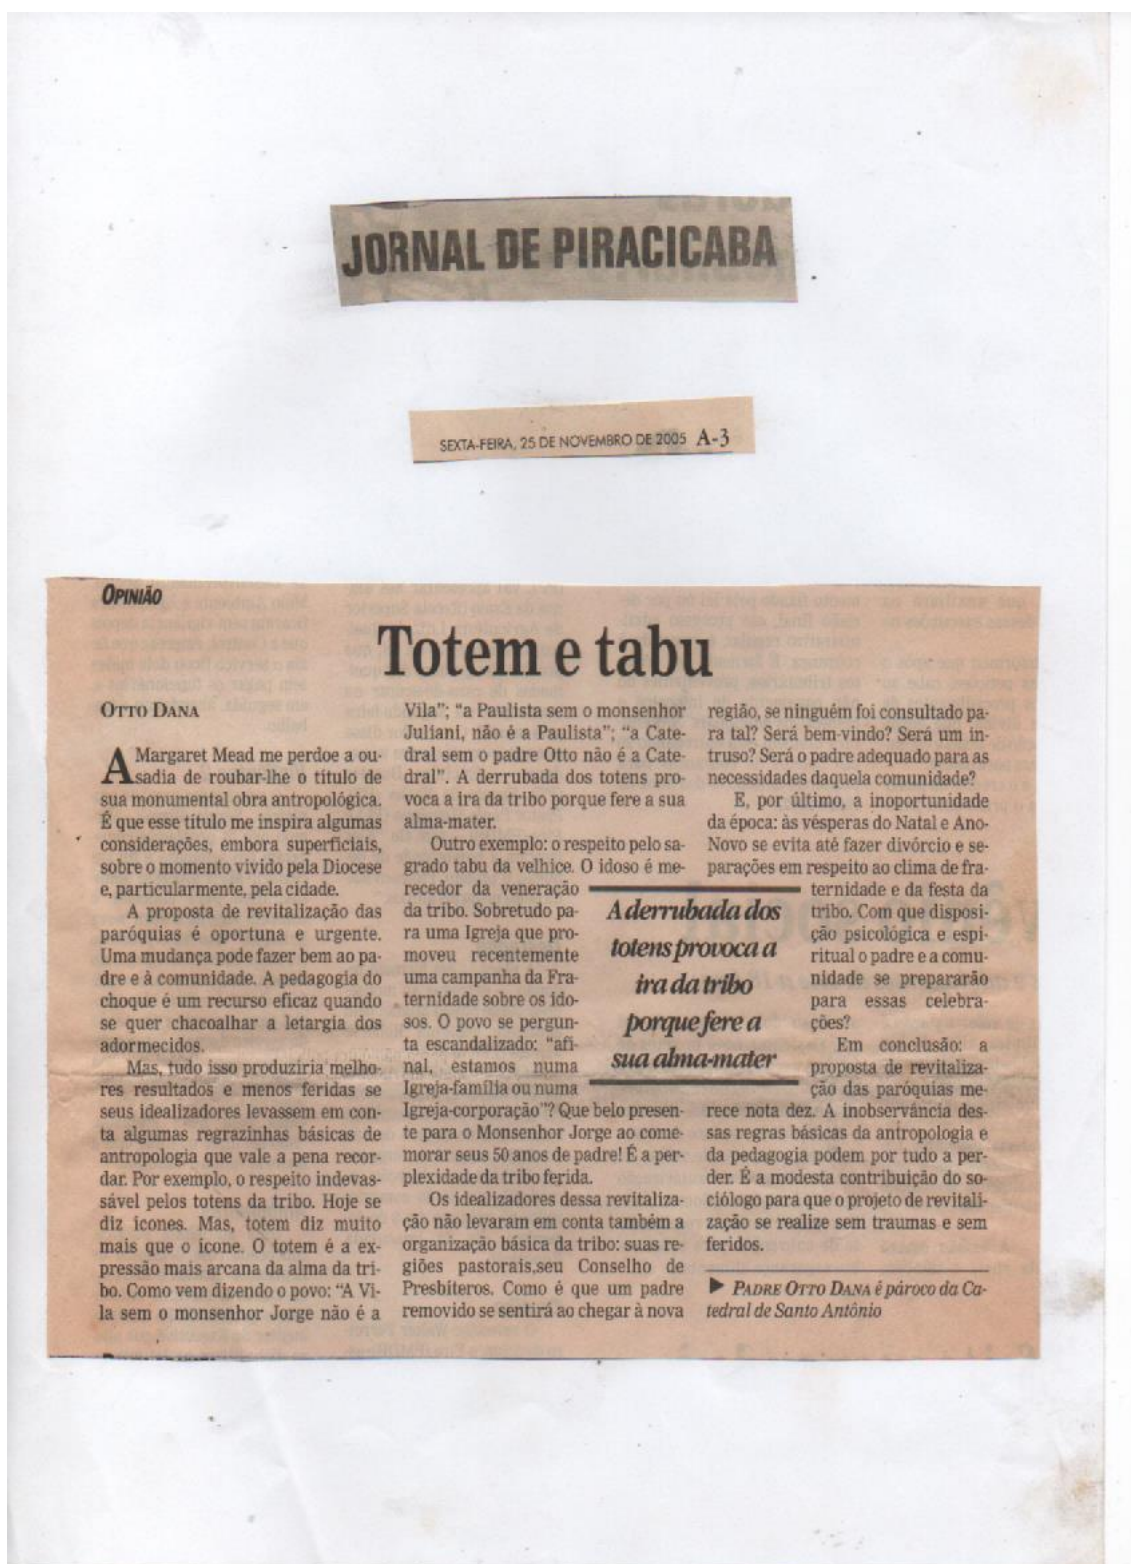 JORNAL DE PIRACICABA
SEXTA-FEIRA, 25 DE NOVEMBRO DE 2005 A-3
OPINIÃO
Totem e tabu
OTTO DANA
A Margaret Mead me perdoe a ou-
sadia de roubar-lhe o título de
sua monumental obra antropológica.
É que esse título me inspira algumas
considerações, embora superficiais,
sobre o momento vivido pela Diocese
e, particularmente, pela cidade.
A proposta de revitalização das
paróquias é oportuna e urgente.
Uma mudança pode fazer bem ao pa-
dre e à comunidade. A pedagogia do
choque é um recurso eficaz quando
se quer chacoalhar a letargia dos
adormecidos.
Mas, tudo isso produziria melho-
res resultados e menos feridas se
seus idealizadores levassem em con-
ta algumas regrazinhas básicas de
antropologia que vale a pena recor-
dar. Por exemplo, o respeito indevas-
sável pelos totens da tribo. Hoje se
diz ícones. Mas, totem diz muito
mais que o ícone. O totem é a ex-
pressão mais arcana da alma da tri-
bo. Como vem dizendo o povo: "A Vi-
la sem o monsenhor Jorge não é a
Vila"; "a Paulista sem o monsenhor
Juliani, não é a Paulista"; "a Cate-
dral sem o padre Otto não é a Cate-
dral". A derrubada dos totens pro-
voca a ira da tribo porque fere a sua
alma-mater.
Outro exemplo: o respeito pelo sa-
grado tabu da velhice. O idoso é me-
recedor da veneração
da tribo. Sobretudo pa-
ra uma Igreja que pro-
moveu recentemente
uma campanha da Fra-
ternidade sobre os ido-
sos. O povo se pergun-
ta escandalizado: "afi-
nal, estamos numa
Igreja-família ou numa
Igreja-corporação"? Que belo presen-
te para o Monsenhor Jorge ao come-
morar seus 50 anos de padre! É a per-
plexidade da tribo ferida.
Os idealizadores dessa revitaliza-
ção não levaram em conta também a
organização básica da tribo: suas re-
giões pastorais,seu Conselho de
Presbíteros. Como é que um padre
removido se sentirá ao chegar à nova
A derrubada dos
totens provoca a
ira da tribo
porque fere a
sua alma-mater
região, se ninguém foi consultado pa-
ra tal? Será bem-vindo? Será um in-
truso? Será o padre adequado para as
necessidades daquela comunidade?
E, por último, a inoportunidade
da época: às vésperas do Natal e Ano-
Novo se evita até fazer divórcio e se-
parações em respeito ao clima de fra-
ternidade e da festa da
tribo. Com que disposi-
ção psicológica e espi-
ritual o padre e a comu-
nidade se prepararão
para essas celebra-
ções?
Em conclusão: a
proposta de revitaliza-
ção das paróquias me-
rece nota dez. A inobservância des-
sas regras básicas da antropologia e
da pedagogia podem por tudo a per-
der. É a modesta contribuição do so-
ciólogo para que o projeto de revitali-
zação se realize sem traumas e sem
feridos.
▶ PADRE OTTO DANA é pároco da Ca-
tedral de Santo Antônio